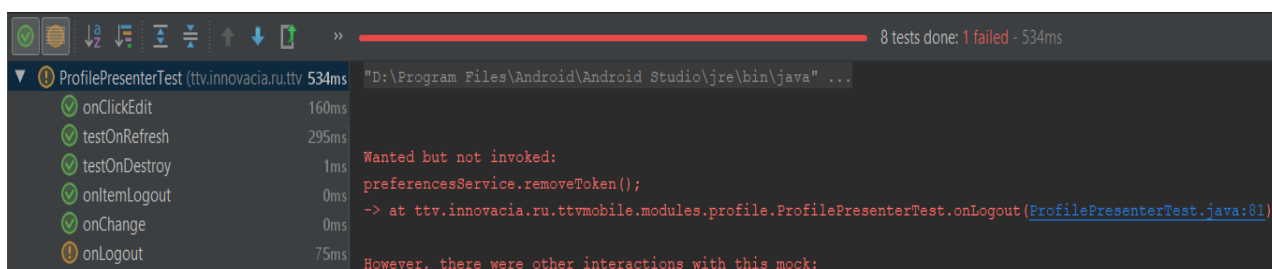 8 tests done: 1 failed - 534ms
ProfilePresenterTest (ttv.innovacia.ru.ttv 534ms
onClickEdit 160ms
testOnRefresh 295ms
testOnDestroy 1ms
onItemLogout 0ms
onChange 0ms
onLogout 75ms
"D:\Program Files\Android\Android Studio\jre\bin\java" ...
Wanted but not invoked:
preferencesService.removeToken();
-> at ttv.innovacia.ru.ttvmobile.modules.profile.ProfilePresenterTest.onLogout(ProfilePresenterTest.java:81)
However, there were other interactions with this mock: